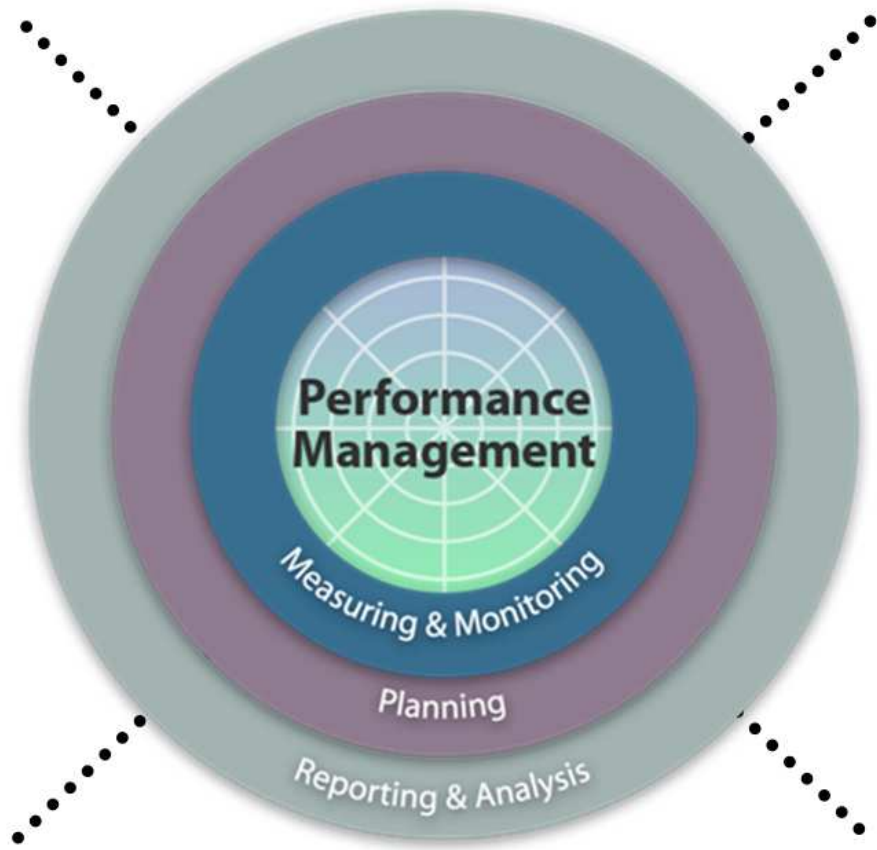 Performance
Management
Measuring & Monitoring
Planning
Reporting & Analysis